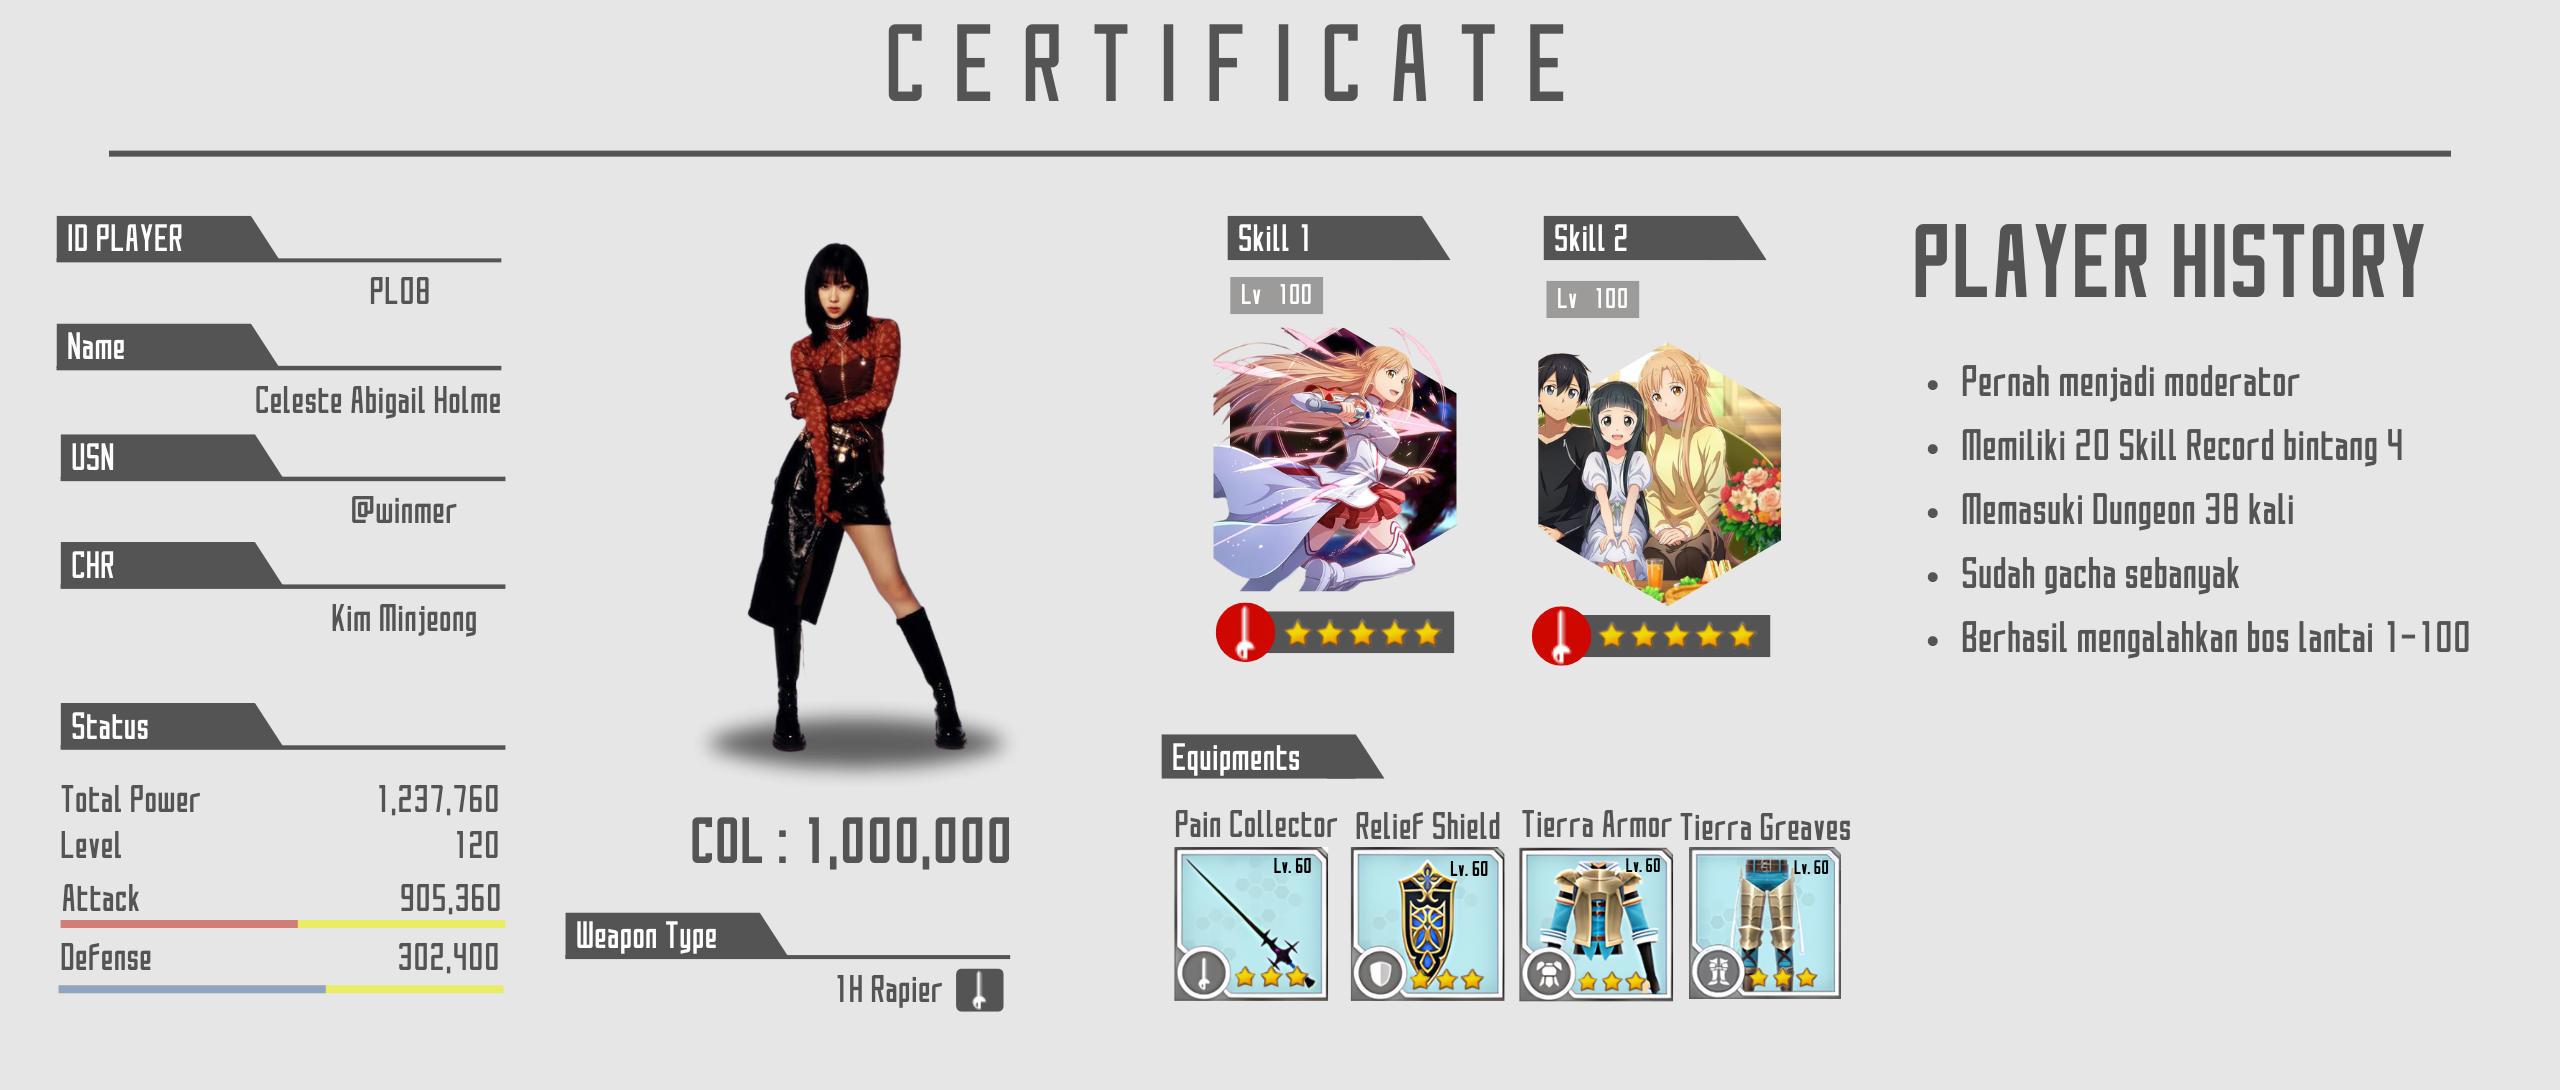 CERTIFICATE
ID PLAYER
PL08
Name
Celeste Abigail Holme
USN
@winmer
CHR
Kim Minjeong
Status
Total Power 1,237,760
Level 120
Attack 905,360
Defense 302,400
COL : 1,000,000
Weapon Type
1H Rapier
Skill 1
Lv 100
Skill 2
Lv 100
Equipments
Pain Collector
Lv. 60
Relief Shield
Lv. 60
Tierra Armor
Lv. 60
Tierra Greaves
Lv. 60
PLAYER HISTORY
• Pernah menjadi moderator
• Memiliki 20 Skill Record bintang 4
• Memasuki Dungeon 38 kali
• Sudah gacha sebanyak
• Berhasil mengalahkan bos lantai 1-100